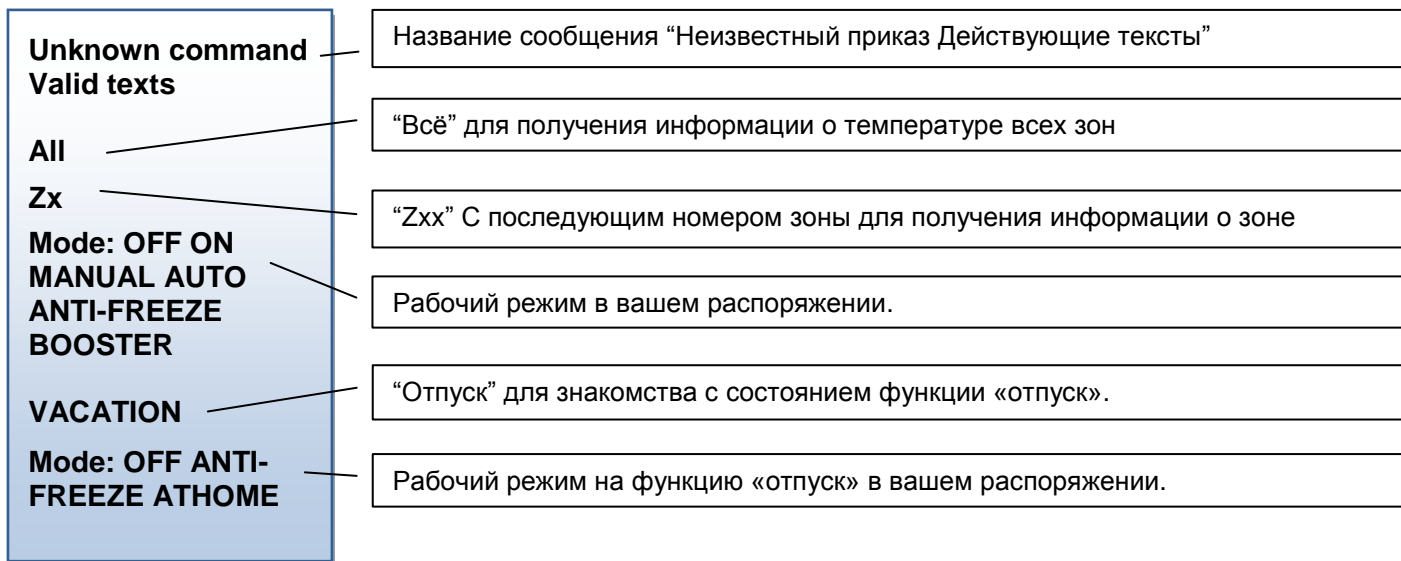 Unknown command
Valid texts
Название сообщения “Неизвестный приказ Действующие тексты”
All
“Всё” для получения информации о температуре всех зон
Zx
“Zxx” С последующим номером зоны для получения информации о зоне
Mode: OFF ON
MANUAL AUTO
ANTI-FREEZE
BOOSTER
Рабочий режим в вашем распоряжении.
VACATION
“Отпуск” для знакомства с состоянием функции «отпуск».
Mode: OFF ANTI-
FREEZE ATHOME
Рабочий режим на функцию «отпуск» в вашем распоряжении.